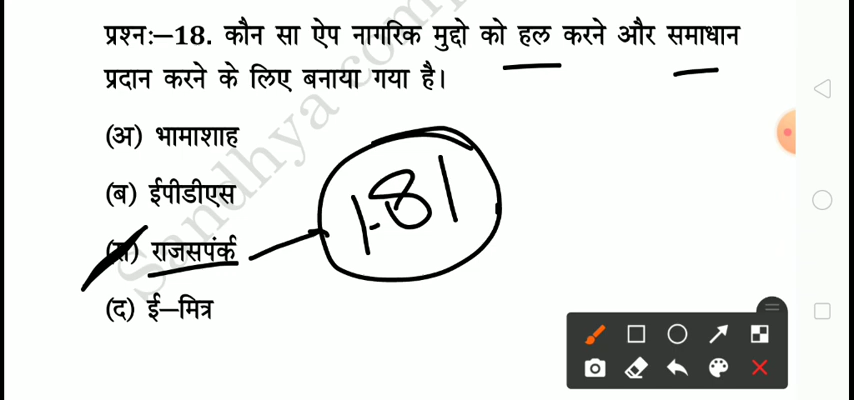 प्रश्नः–18. कौन सा ऐप नागरिक मुद्दो को हल करने और समाधान
प्रदान करने के लिए बनाया गया है।
(अ) भामाशाह
(ब) ईपीडीएस
(स) राजसपंर्क
181
(द) ई–मित्र